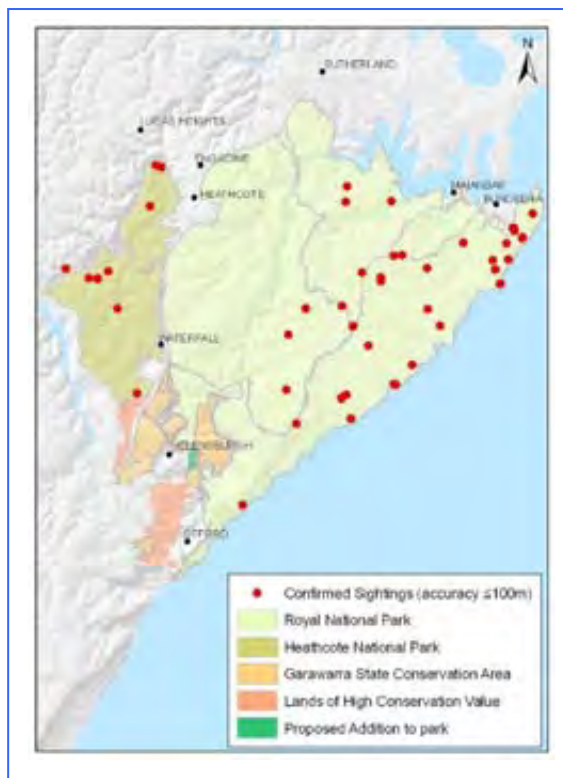 N
SUTHERLAND
LUCAS HEIGHTS
ENGADINE
MAIANBAR
HEATHCOTE
BUNDEENA
WATERFALL
OTFORD
Confirmed Sightings (accuracy ≤100m)
Royal National Park
Heathcote National Park
Garawarra State Conservation Area
Lands of High Conservation Value
Proposed Addition to park